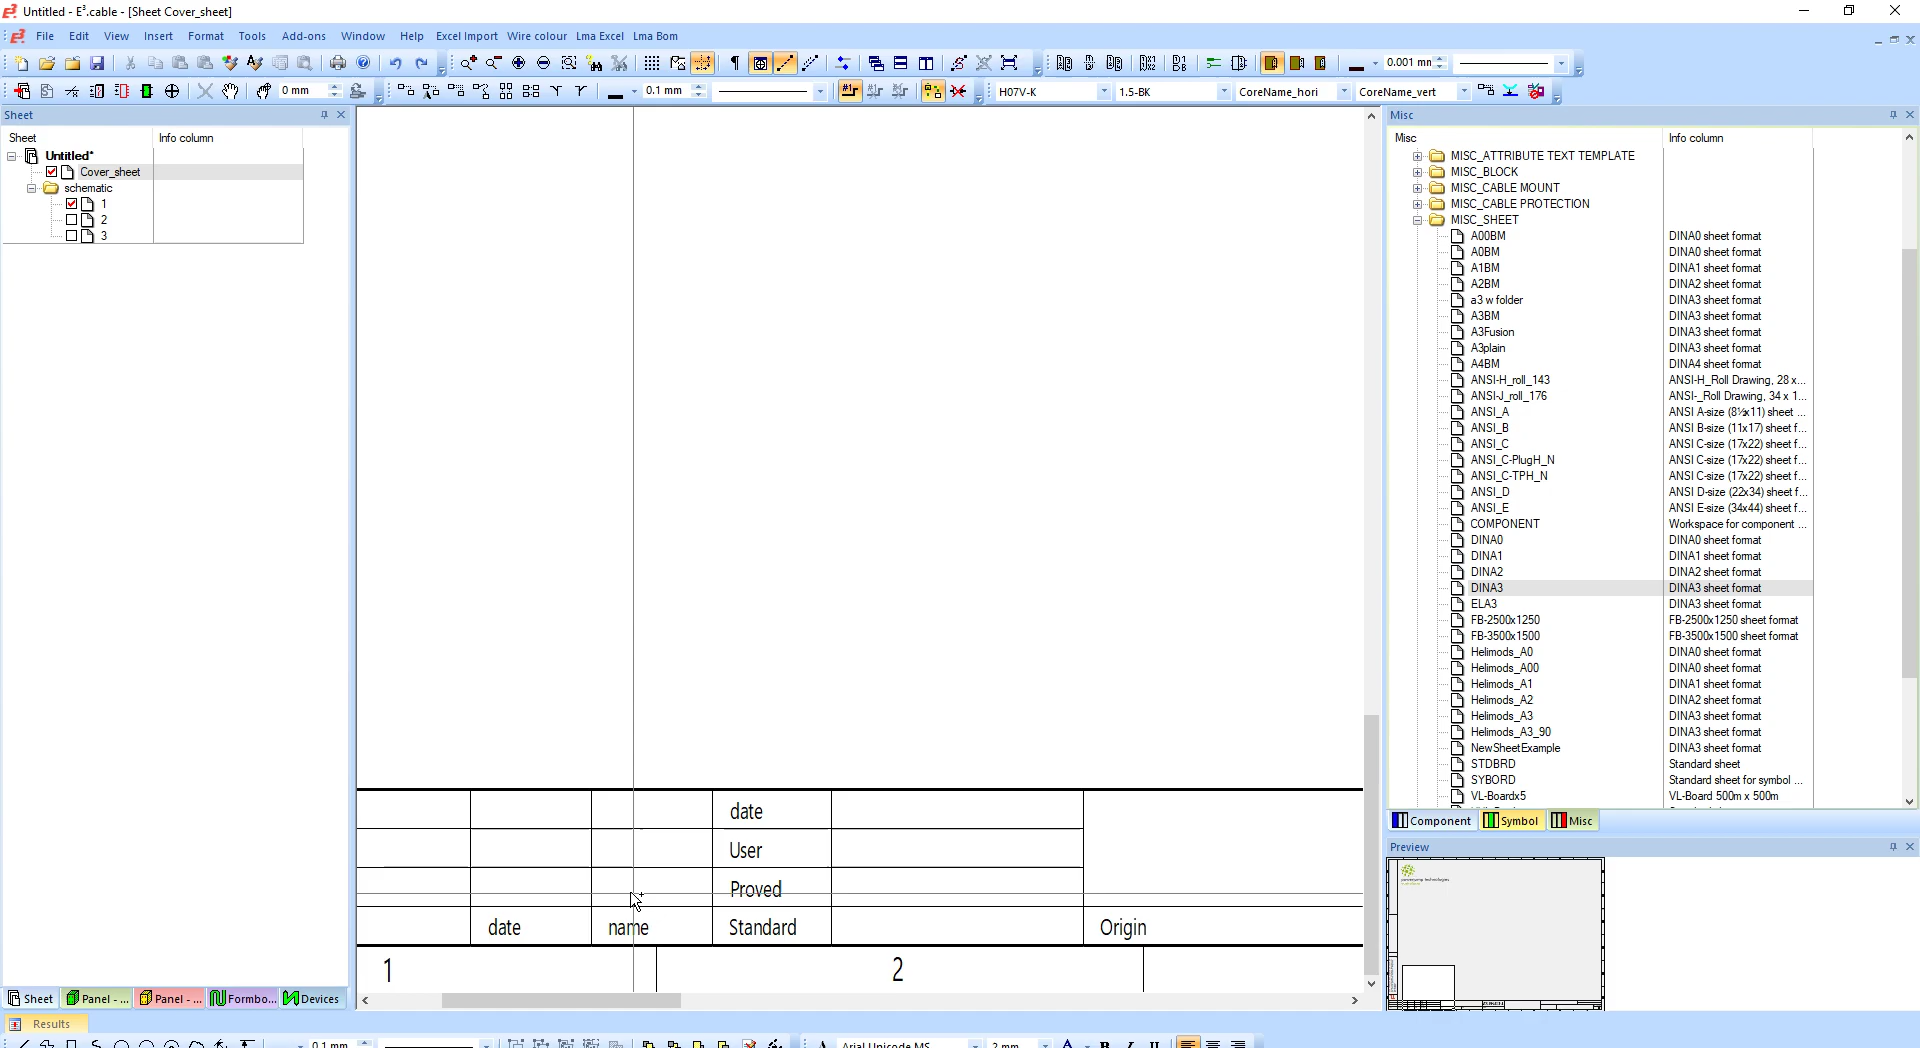 Untitled - E³.cable - [Sheet Cover_sheet]
File Edit View Insert Format Tools Add-ons Window Help Excel Import Wire colour Lma Excel Lma Bom
0.001 mm
0 mm 0.1 mm H07V-K 1.5-BK CoreName_hori CoreName_vert
Sheet
Sheet Info column
Untitled*
Cover_sheet
schematic
1
2
3
date
User
Proved
date name Standard Origin
1 2
Misc
Misc Info column
MISC_ATTRIBUTE TEXT TEMPLATE
MISC_BLOCK
MISC_CABLE MOUNT
MISC_CABLE PROTECTION
MISC_SHEET
A00BM DINA0 sheet format
A0BM DINA0 sheet format
A1BM DINA1 sheet format
A2BM DINA2 sheet format
a3 w folder DINA3 sheet format
A3BM DINA3 sheet format
A3Fusion DINA3 sheet format
A3plain DINA3 sheet format
A4BM DINA4 sheet format
ANSI-H_roll_143 ANSI-H_Roll Drawing, 28 x...
ANSI-J_roll_176 ANSI-_Roll Drawing, 34 x 1...
ANSI_A ANSI A-size (8½x11) sheet ...
ANSI_B ANSI B-size (11x17) sheet f...
ANSI_C ANSI C-size (17x22) sheet f...
ANSI_C-PlugH_N ANSI C-size (17x22) sheet f...
ANSI_C-TPH_N ANSI C-size (17x22) sheet f...
ANSI_D ANSI D-size (22x34) sheet f...
ANSI_E ANSI E-size (34x44) sheet f...
COMPONENT Workspace for component ...
DINA0 DINA0 sheet format
DINA1 DINA1 sheet format
DINA2 DINA2 sheet format
DINA3 DINA3 sheet format
ELA3 DINA3 sheet format
FB-2500x1250 FB-2500x1250 sheet format
FB-3500x1500 FB-3500x1500 sheet format
Helimods_A0 DINA0 sheet format
Helimods_A00 DINA0 sheet format
Helimods_A1 DINA1 sheet format
Helimods_A2 DINA2 sheet format
Helimods_A3 DINA3 sheet format
Helimods_A3_90 DINA3 sheet format
NewSheetExample DINA3 sheet format
STDBRD Standard sheet
SYBORD Standard sheet for symbol ...
VL-Boardx5 VL-Board 500m x 500m
Component Symbol Misc
Preview
Sheet Panel - ... Panel - ... Formbo... Devices
Results
0.1 mm Arial Unicode MS 2 mm A B I U